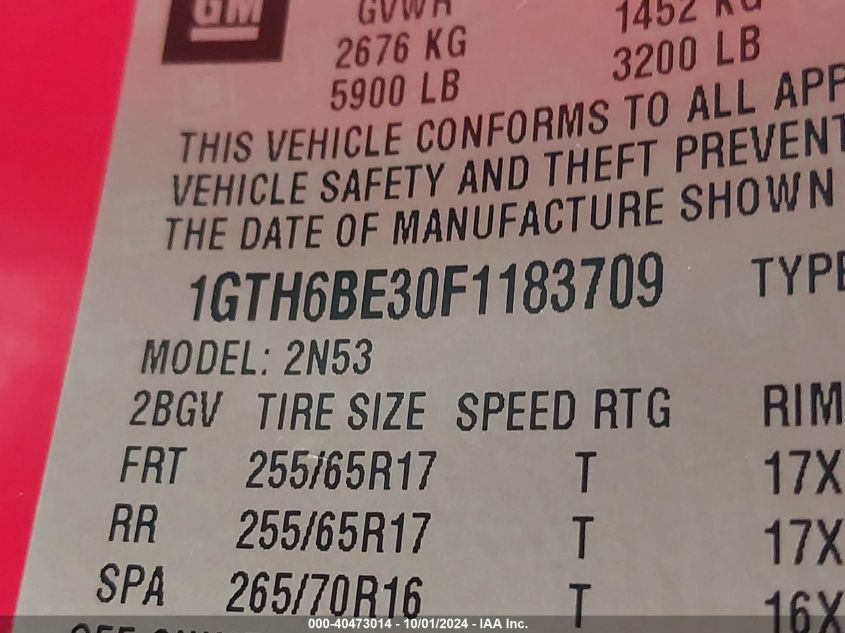 GM GVWR 1452 KG
2676 KG 3200 LB
5900 LB
THIS VEHICLE CONFORMS TO ALL APP
VEHICLE SAFETY AND THEFT PREVENT
THE DATE OF MANUFACTURE SHOWN
1GTH6BE30F1183709 TYPE
MODEL: 2N53
2BGV TIRE SIZE SPEED RTG RIM
FRT 255/65R17 T 17X
RR 255/65R17 T 17X
SPA 265/70R16 T 16X
000-40473014 - 10/01/2024 - IAA Inc.